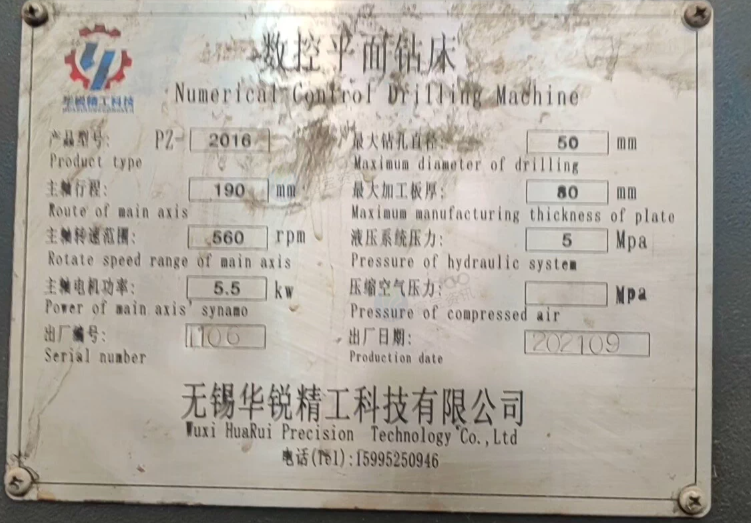 华锐精工科技
数控平面钻床
Numerical Control Drilling Machine
产品型号: PZ- 2016
Product type
最大钻孔直径: 50 mm
Maximum diameter of drilling
主轴行程: 190 mm
Route of main axis
最大加工板厚: 80 mm
Maximum manufacturing thickness of plate
主轴转速范围: 560 rpm
Rotate speed range of main axis
液压系统压力: 5 Mpa
Pressure of hydraulic system
主轴电机功率: 5.5 kw
Power of main axis' synamo
压缩空气压力: Mpa
Pressure of compressed air
出厂编号: 1106
Serial number
出厂日期: 202109
Production date
无锡华锐精工科技有限公司
Wuxi HuaRui Precision Technology Co.,Ltd
电话(Tel):15995250946